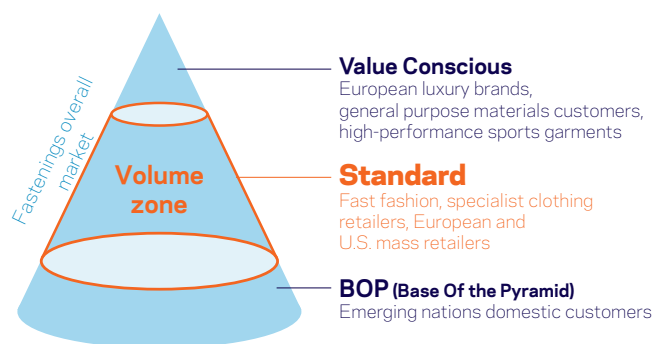 Fastenings overall
market
Volume
zone
Value Conscious
European luxury brands,
general purpose materials customers,
high-performance sports garments
Standard
Fast fashion, specialist clothing
retailers, European and
U.S. mass retailers
BOP (Base Of the Pyramid)
Emerging nations domestic customers